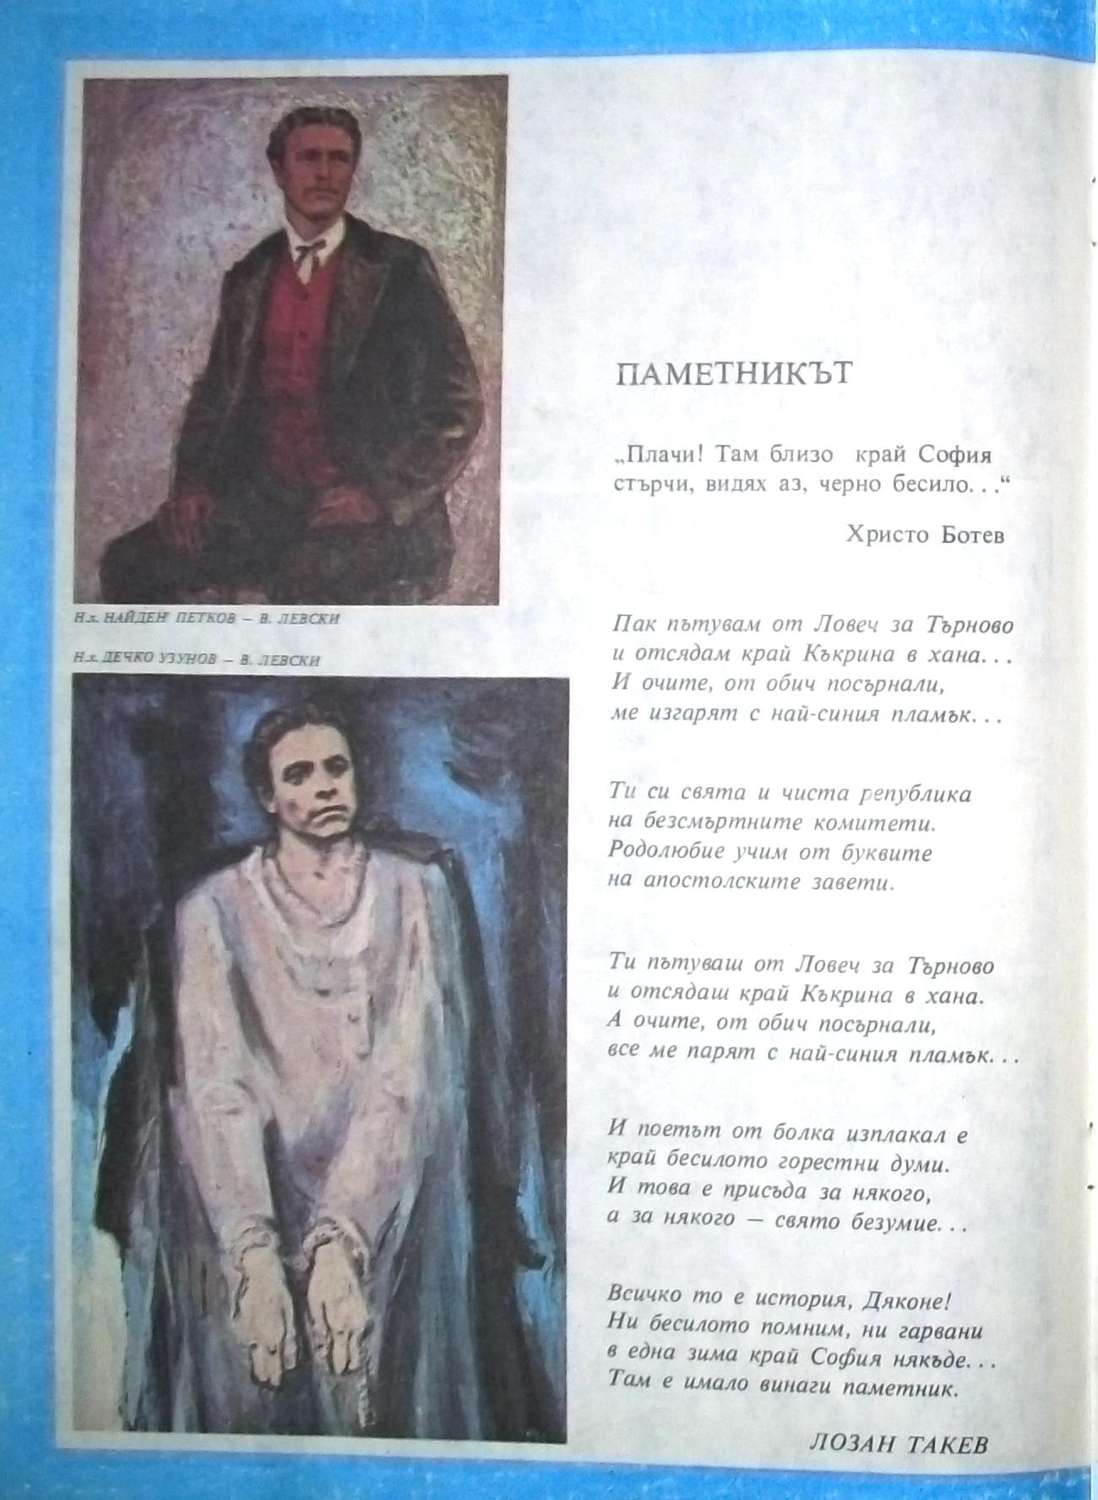 Н.х. НАЙДЕН ПЕТКОВ – В. ЛЕВСКИ
Н.х. ДЕЧКО УЗУНОВ – В. ЛЕВСКИ
ПАМЕТНИКЪТ
„Плачи! Там близо край София
стърчи, видях аз, черно бесило. . .“
Христо Ботев
Пак пътувам от Ловеч за Търново
и отсядам край Къкрина в хана. . .
И очите, от обич посърнали,
ме изгарят с най-синия пламък. . .
Ти си свята и чиста република
на безсмъртните комитети.
Родолюбие учим от буквите
на апостолските завети.
Ти пътуваш от Ловеч за Търново
и отсядаш край Къкрина в хана.
А очите, от обич посърнали,
все ме парят с най-синия пламък. . .
И поетът от болка изплакал е
край бесилото горестни думи.
И това е присъда за някого,
а за някого — свято безумие. . .
Всичко то е история, Дяконе!
Ни бесилото помним, ни гарвани
в една зима край София някъде. . .
Там е имало винаги паметник.
ЛОЗАН ТАКЕВ